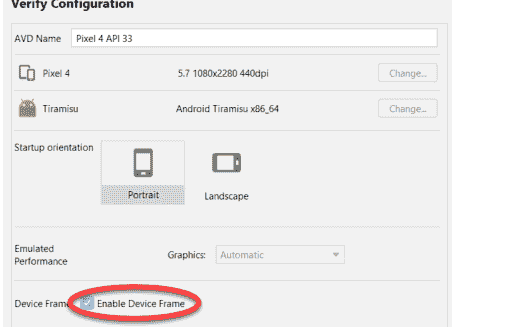 Verify Configuration
AVD Name Pixel 4 API 33
Pixel 4 5.7 1080x2280 440dpi Change...
Tiramisu Android Tiramisu x86_64 Change...
Startup orientation
Portrait Landscape
Emulated
Performance Graphics: Automatic
Device Frame Enable Device Frame